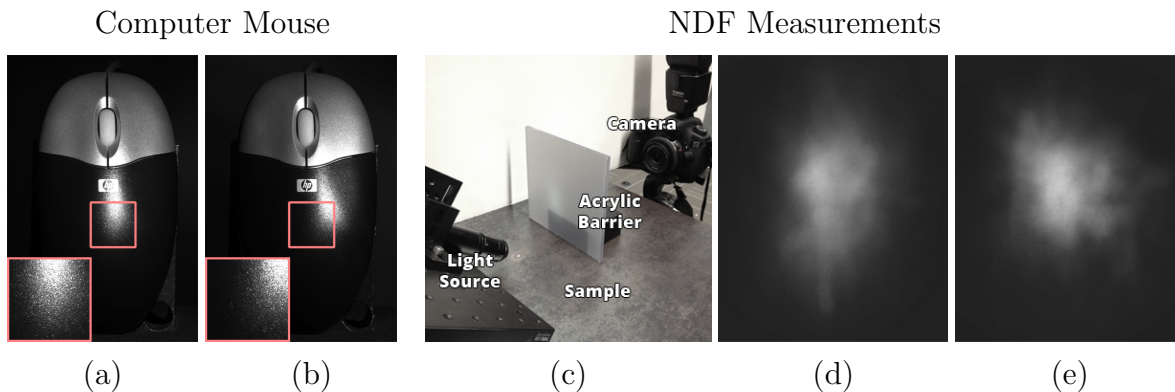 Computer Mouse
NDF Measurements
hp
hp
Camera
Acrylic
Barrier
Light
Source
Sample
(a)
(b)
(c)
(d)
(e)